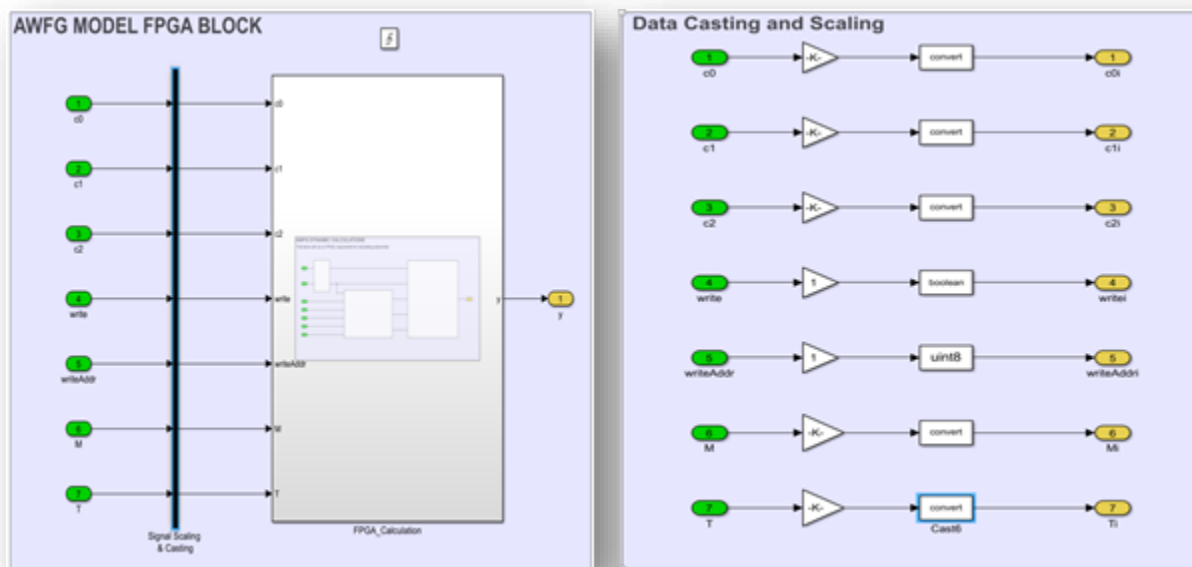 AWFG MODEL FPGA BLOCK
1
c0
2
c1
3
c2
4
write
5
writeAddr
6
M
7
T
Signal Scaling
& Casting
c0
c1
c2
write
writeAddr
M
T
y
FPGA_Calculation
1
y
Data Casting and Scaling
1 -K- convert 1
c0 c0i
2 -K- convert 2
c1 c1i
3 -K- convert 3
c2 c2i
4 1 boolean 4
write writei
5 1 uint8 5
writeAddr writeAddri
6 -K- convert 6
M Mi
7 -K- convert 7
T Cast6 Ti